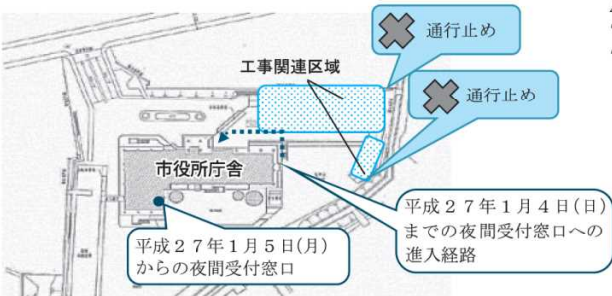 通行止め
工事関連区域
通行止め
市役所庁舎
平成27年1月4日(日)
までの夜間受付窓口への
進入経路
平成27年1月5日(月)
からの夜間受付窓口